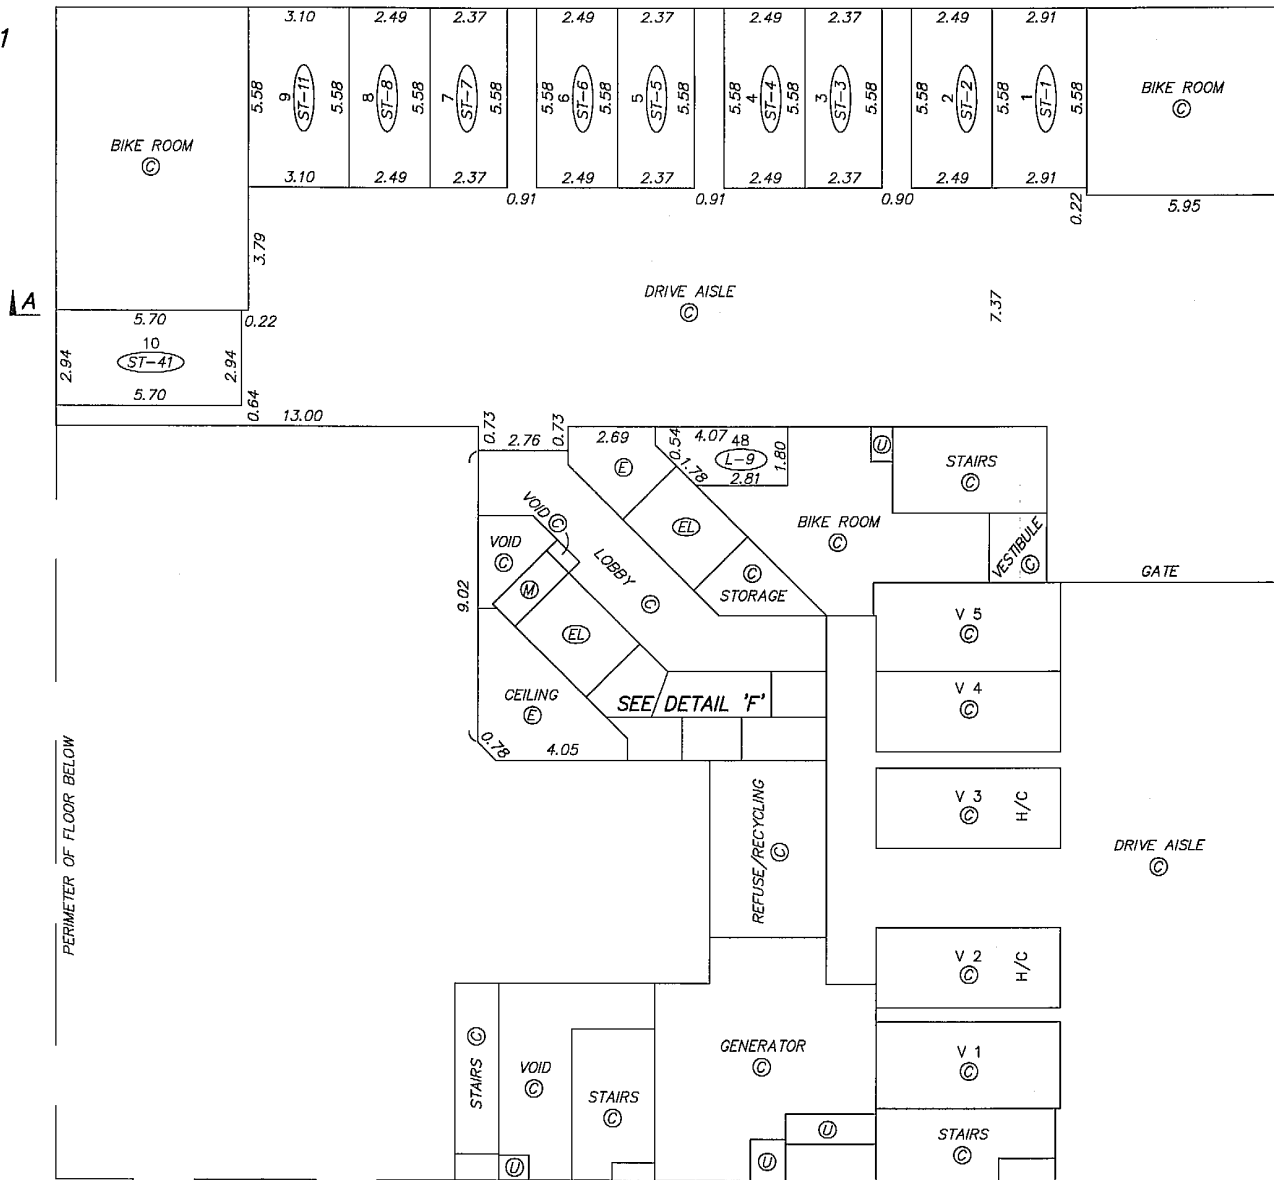 1
3.10 2.49 2.37 2.49 2.37 2.49 2.37 2.49 2.91
BIKE ROOM
C
5.58 9 ST-11 5.58 8 ST-8 5.58 7 ST-7 5.58
5.58 6 ST-6 5.58 5 ST-5 5.58
5.58 4 ST-4 5.58 3 ST-3 5.58
5.58 2 ST-2 5.58 1 ST-1 5.58
BIKE ROOM
C
3.10 2.49 2.37 2.49 2.37 2.49 2.37 2.49 2.91
0.91 0.91 0.90 0.22 5.95
3.79
A
DRIVE AISLE
C
7.37
5.70 0.22
10
ST-41
2.94 2.94
5.70
0.64
13.00
0.73 2.76 0.73
2.69
E
0.54 4.07 48
L-9
1.78 2.81 1.80
U
STAIRS
C
VOID C
VOID
C
M
EL
LOBBY C
C
STORAGE
BIKE ROOM
C
VESTIBULE C
GATE
9.02
EL
V 5
C
V 4
C
CEILING
E
SEE DETAIL 'F'
0.78 4.05
PERIMETER OF FLOOR BELOW
REFUSE/RECYCLING C
V 3
C
H/C
DRIVE AISLE
C
V 2
C
H/C
STAIRS C
VOID
C
STAIRS
C
U
GENERATOR
C
V 1
C
U
U
STAIRS
C